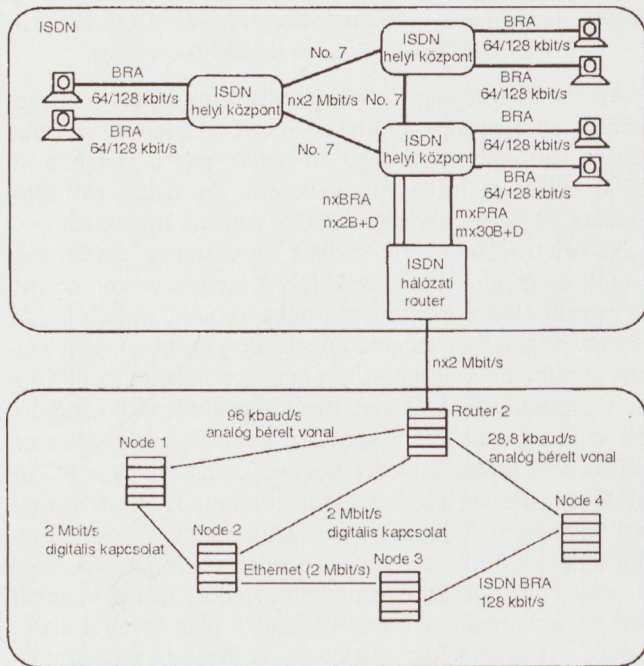 ISDN
BRA
64/128 kbit/s
BRA
64/128 kbit/s
ISDN
helyi központ
No. 7
nx2 Mbit/s
No. 7
No. 7
ISDN
helyi központ
BRA
64/128 kbit/s
BRA
64/128 kbit/s
ISDN
helyi központ
BRA
64/128 kbit/s
BRA
64/128 kbit/s
nxBRA
nx2B+D
mxPRA
mx30B+D
ISDN
hálózati
router
nx2 Mbit/s
Router 2
96 kbaud/s
analóg bérelt vonal
28,8 kbaud/s
analóg bérelt vonal
Node 1
Node 4
2 Mbit/s
digitális kapcsolat
Node 2
2 Mbit/s
digitális kapcsolat
Node 3
Ethernet (2 Mbit/s)
ISDN BRA
128 kbit/s